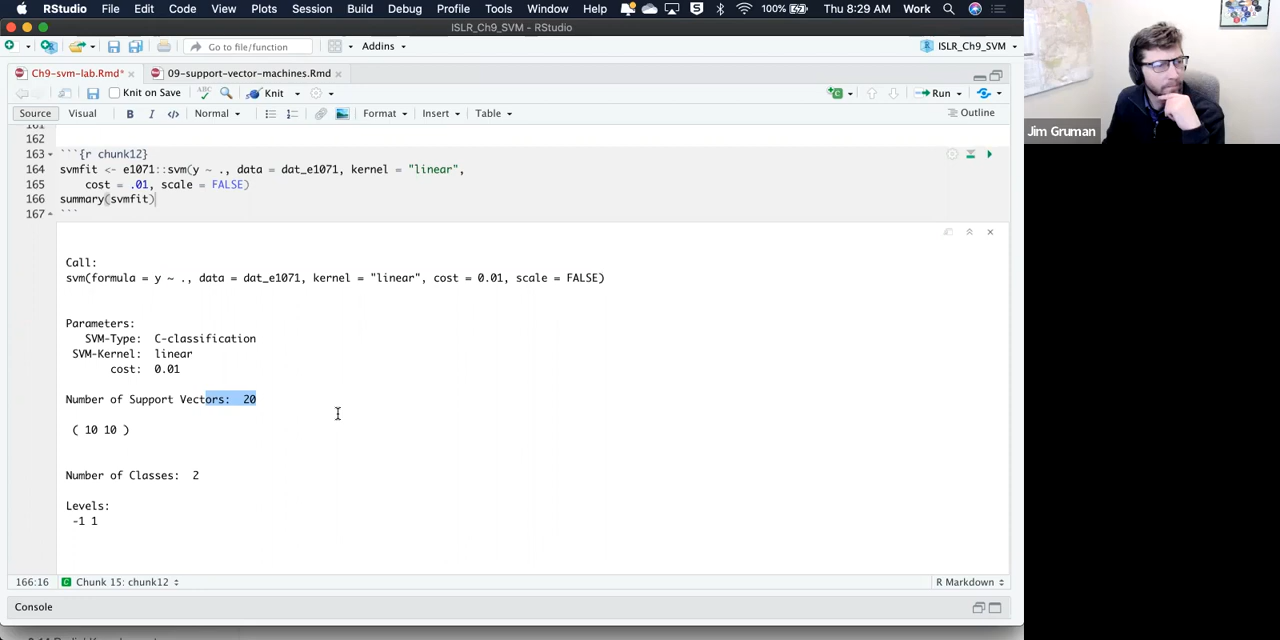 RStudio File Edit Code View Plots Session Build Debug Profile Tools Window Help 100% Thu 8:29 AM Work
ISLR_Ch9_SVM - RStudio
Go to file/function Addins ISLR_Ch9_SVM
Ch9-svm-lab.Rmd* 09-support-vector-machines.Rmd
Knit on Save ABC Knit Run
Source Visual B I </> Normal Format Insert Table Outline
161
162
163 ```{r chunk12}
164 svmfit <- e1071::svm(y ~ ., data = dat_e1071, kernel = "linear",
165 cost = .01, scale = FALSE)
166 summary(svmfit)
167 ```
Call:
svm(formula = y ~ ., data = dat_e1071, kernel = "linear", cost = 0.01, scale = FALSE)
Parameters:
SVM-Type: C-classification
SVM-Kernel: linear
cost: 0.01
Number of Support Vectors: 20
( 10 10 )
Number of Classes: 2
Levels:
-1 1
166:16 C Chunk 15: chunk12 R Markdown
Console
Jim Gruman